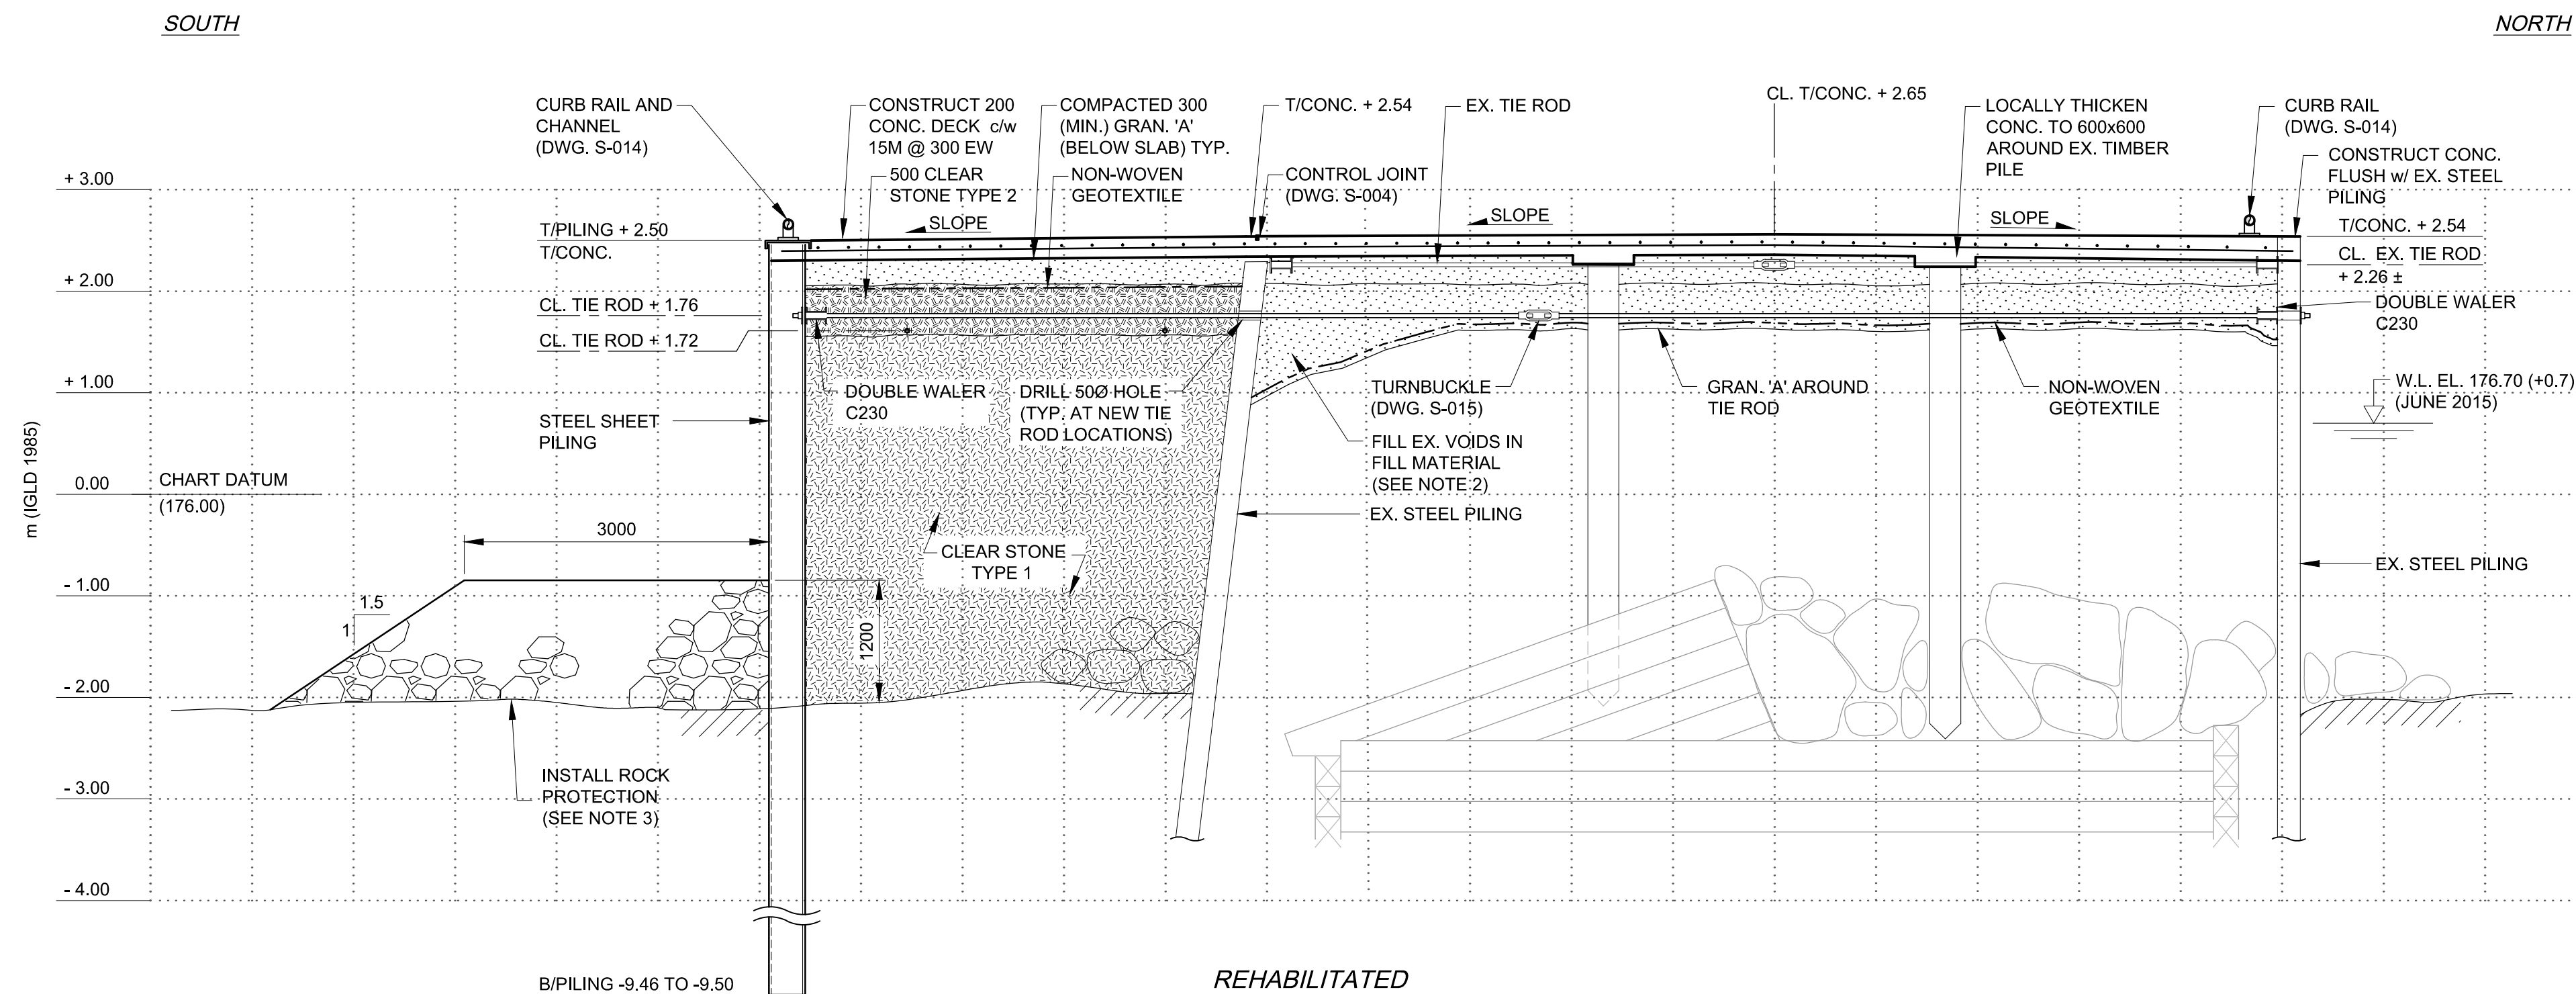 SOUTH
NORTH
CURB RAIL AND
CHANNEL
(DWG. S-014)
CONSTRUCT 200
CONC. DECK c/w
15M @ 300 EW
500 CLEAR
STONE TYPE 2
COMPACTED 300
(MIN.) GRAN. 'A'
(BELOW SLAB) TYP.
NON-WOVEN
GEOTEXTILE
T/CONC. + 2.54
CONTROL JOINT
(DWG. S-004)
EX. TIE ROD
CL. T/CONC. + 2.65
LOCALLY THICKEN
CONC. TO 600x600
AROUND EX. TIMBER
PILE
CURB RAIL
(DWG. S-014)
CONSTRUCT CONC.
FLUSH w/ EX. STEEL
PILING
+ 3.00
T/PILING + 2.50
T/CONC.
SLOPE
SLOPE
SLOPE
T/CONC. + 2.54
CL. EX. TIE ROD
+ 2.26 ±
+ 2.00
CL. TIE ROD + 1.76
CL. TIE ROD + 1.72
DOUBLE WALER
C230
+ 1.00
DOUBLE WALER
C230
DRILL 50Ø HOLE
(TYP. AT NEW TIE
ROD LOCATIONS)
TURNBUCKLE
(DWG. S-015)
GRAN. 'A' AROUND
TIE ROD
NON-WOVEN
GEOTEXTILE
W.L. EL. 176.70 (+0.7)
(JUNE 2015)
STEEL SHEET
PILING
FILL EX. VOIDS IN
FILL MATERIAL
(SEE NOTE 2)
m (IGLD 1985)
0.00
CHART DATUM
(176.00)
EX. STEEL PILING
3000
CLEAR STONE
TYPE 1
EX. STEEL PILING
- 1.00
1.5
1
1200
- 2.00
INSTALL ROCK
PROTECTION
(SEE NOTE 3)
- 3.00
- 4.00
B/PILING -9.46 TO -9.50
REHABILITATED